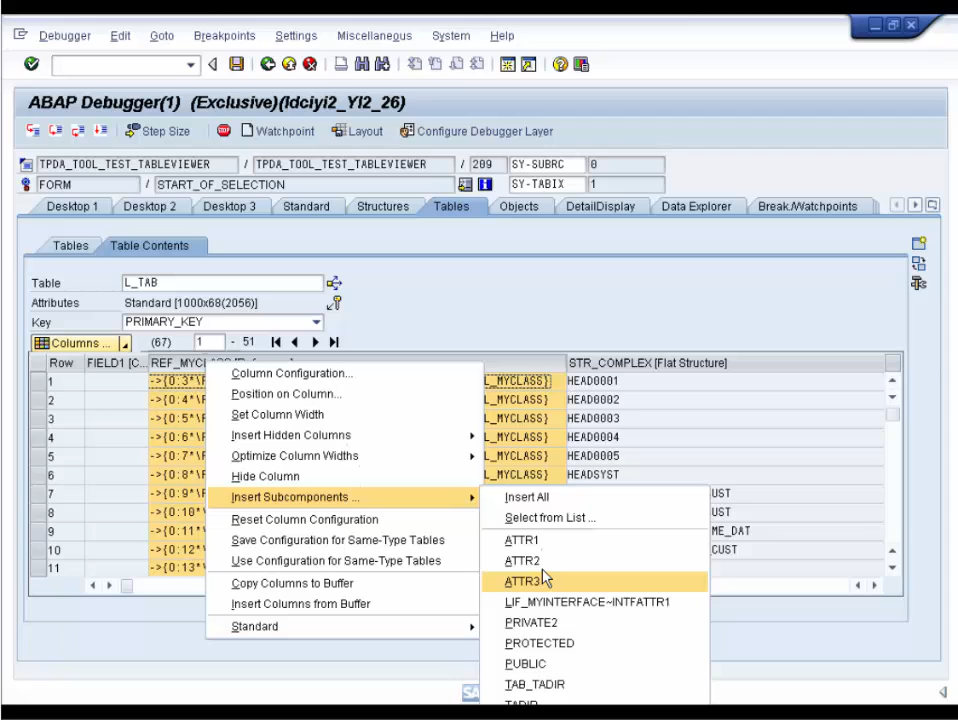 Debugger Edit Goto Breakpoints Settings Miscellaneous System Help
ABAP Debugger(1) (Exclusive)(ldciyi2_YI2_26)
Step Size Watchpoint Layout Configure Debugger Layer
TPDA_TOOL_TEST_TABLEVIEWER / TPDA_TOOL_TEST_TABLEVIEWER / 209 SY-SUBRC 0
FORM / START_OF_SELECTION SY-TABIX 1
Desktop 1 Desktop 2 Desktop 3 Standard Structures Tables Objects DetailDisplay Data Explorer Break./Watchpoints
Tables Table Contents
Table L_TAB
Attributes Standard [1000x68(2056)]
Key PRIMARY_KEY
Columns ... (67) 1 - 51
Row FIELD1 [C... STR_COMPLEX [Flat Structure]
1 ->{O:3*\ L_MYCLASS} HEAD0001
2 ->{O:4*\ L_MYCLASS} HEAD0002
3 ->{O:5*\ L_MYCLASS} HEAD0003
4 ->{O:6*\ L_MYCLASS} HEAD0004
5 ->{O:7*\ L_MYCLASS} HEAD0005
6 ->{O:8*\ L_MYCLASS} HEADSYST
7 ->{O:9*\ UST
8 ->{O:10* UST
9 ->{O:11* ME_DAT
10 ->{O:12* CUST
11 ->{O:13*
Column Configuration...
Position on Column...
Set Column Width
Insert Hidden Columns
Optimize Column Widths
Hide Column
Insert Subcomponents ...
Reset Column Configuration
Save Configuration for Same-Type Tables
Use Configuration for Same-Type Tables
Copy Columns to Buffer
Insert Columns from Buffer
Standard
Insert All
Select from List ...
ATTR1
ATTR2
ATTR3
LIF_MYINTERFACE~INTFATTR1
PRIVATE2
PROTECTED
PUBLIC
TAB_TADIR
TADIR